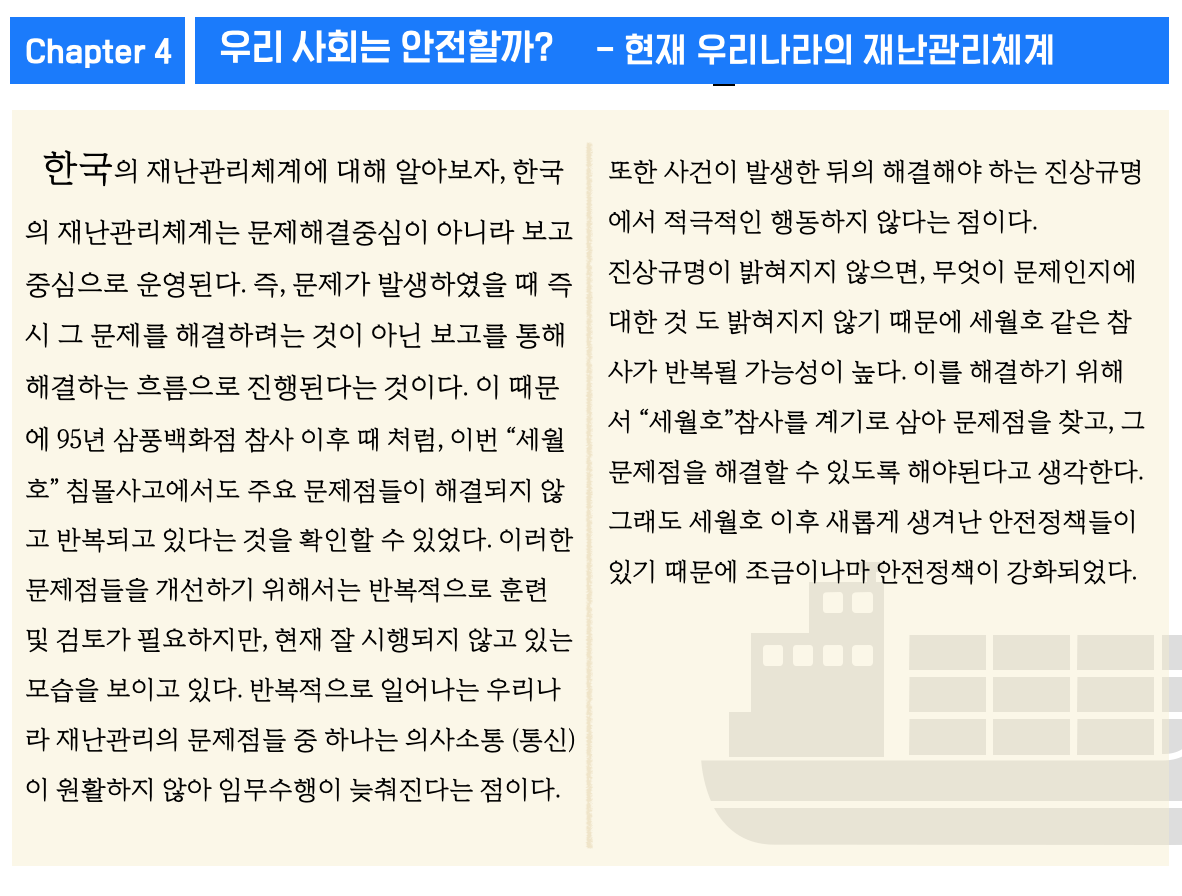 Chapter 4
우리 사회는 안전할까? - 현재 우리나라의 재난관리체계
한국의 재난관리체계에 대해 알아보자, 한국
의 재난관리체계는 문제해결중심이 아니라 보고
중심으로 운영된다. 즉, 문제가 발생하였을 때 즉
시 그 문제를 해결하려는 것이 아닌 보고를 통해
해결하는 흐름으로 진행된다는 것이다. 이 때문
에 95년 삼풍백화점 참사 이후 때 처럼, 이번 “세월
호” 침몰사고에서도 주요 문제점들이 해결되지 않
고 반복되고 있다는 것을 확인할 수 있었다. 이러한
문제점들을 개선하기 위해서는 반복적으로 훈련
및 검토가 필요하지만, 현재 잘 시행되지 않고 있는
모습을 보이고 있다. 반복적으로 일어나는 우리나
라 재난관리의 문제점들 중 하나는 의사소통 (통신)
이 원활하지 않아 임무수행이 늦춰진다는 점이다.
또한 사건이 발생한 뒤의 해결해야 하는 진상규명
에서 적극적인 행동하지 않다는 점이다.
진상규명이 밝혀지지 않으면, 무엇이 문제인지에
대한 것 도 밝혀지지 않기 때문에 세월호 같은 참
사가 반복될 가능성이 높다. 이를 해결하기 위해
서 “세월호”참사를 계기로 삼아 문제점을 찾고, 그
문제점을 해결할 수 있도록 해야된다고 생각한다.
그래도 세월호 이후 새롭게 생겨난 안전정책들이
있기 때문에 조금이나마 안전정책이 강화되었다.